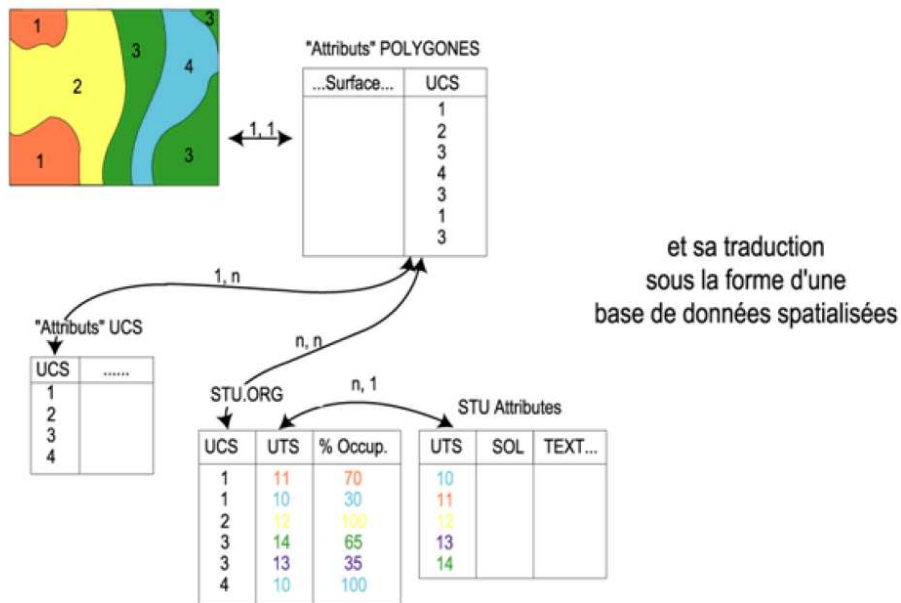 1
3
3
4
2
1
3
"Attributs" POLYGONES
...Surface... UCS
1
2
3
4
3
1
3
1, 1
et sa traduction
sous la forme d'une
base de données spatialisées
1, n
"Attributs" UCS
UCS ......
1
2
3
4
n, n
n, 1
STU.ORG
UCS UTS % Occup.
1 11 70
1 10 30
2 12 100
3 14 65
3 13 35
4 10 100
STU Attributes
UTS SOL TEXT...
10
11
12
13
14